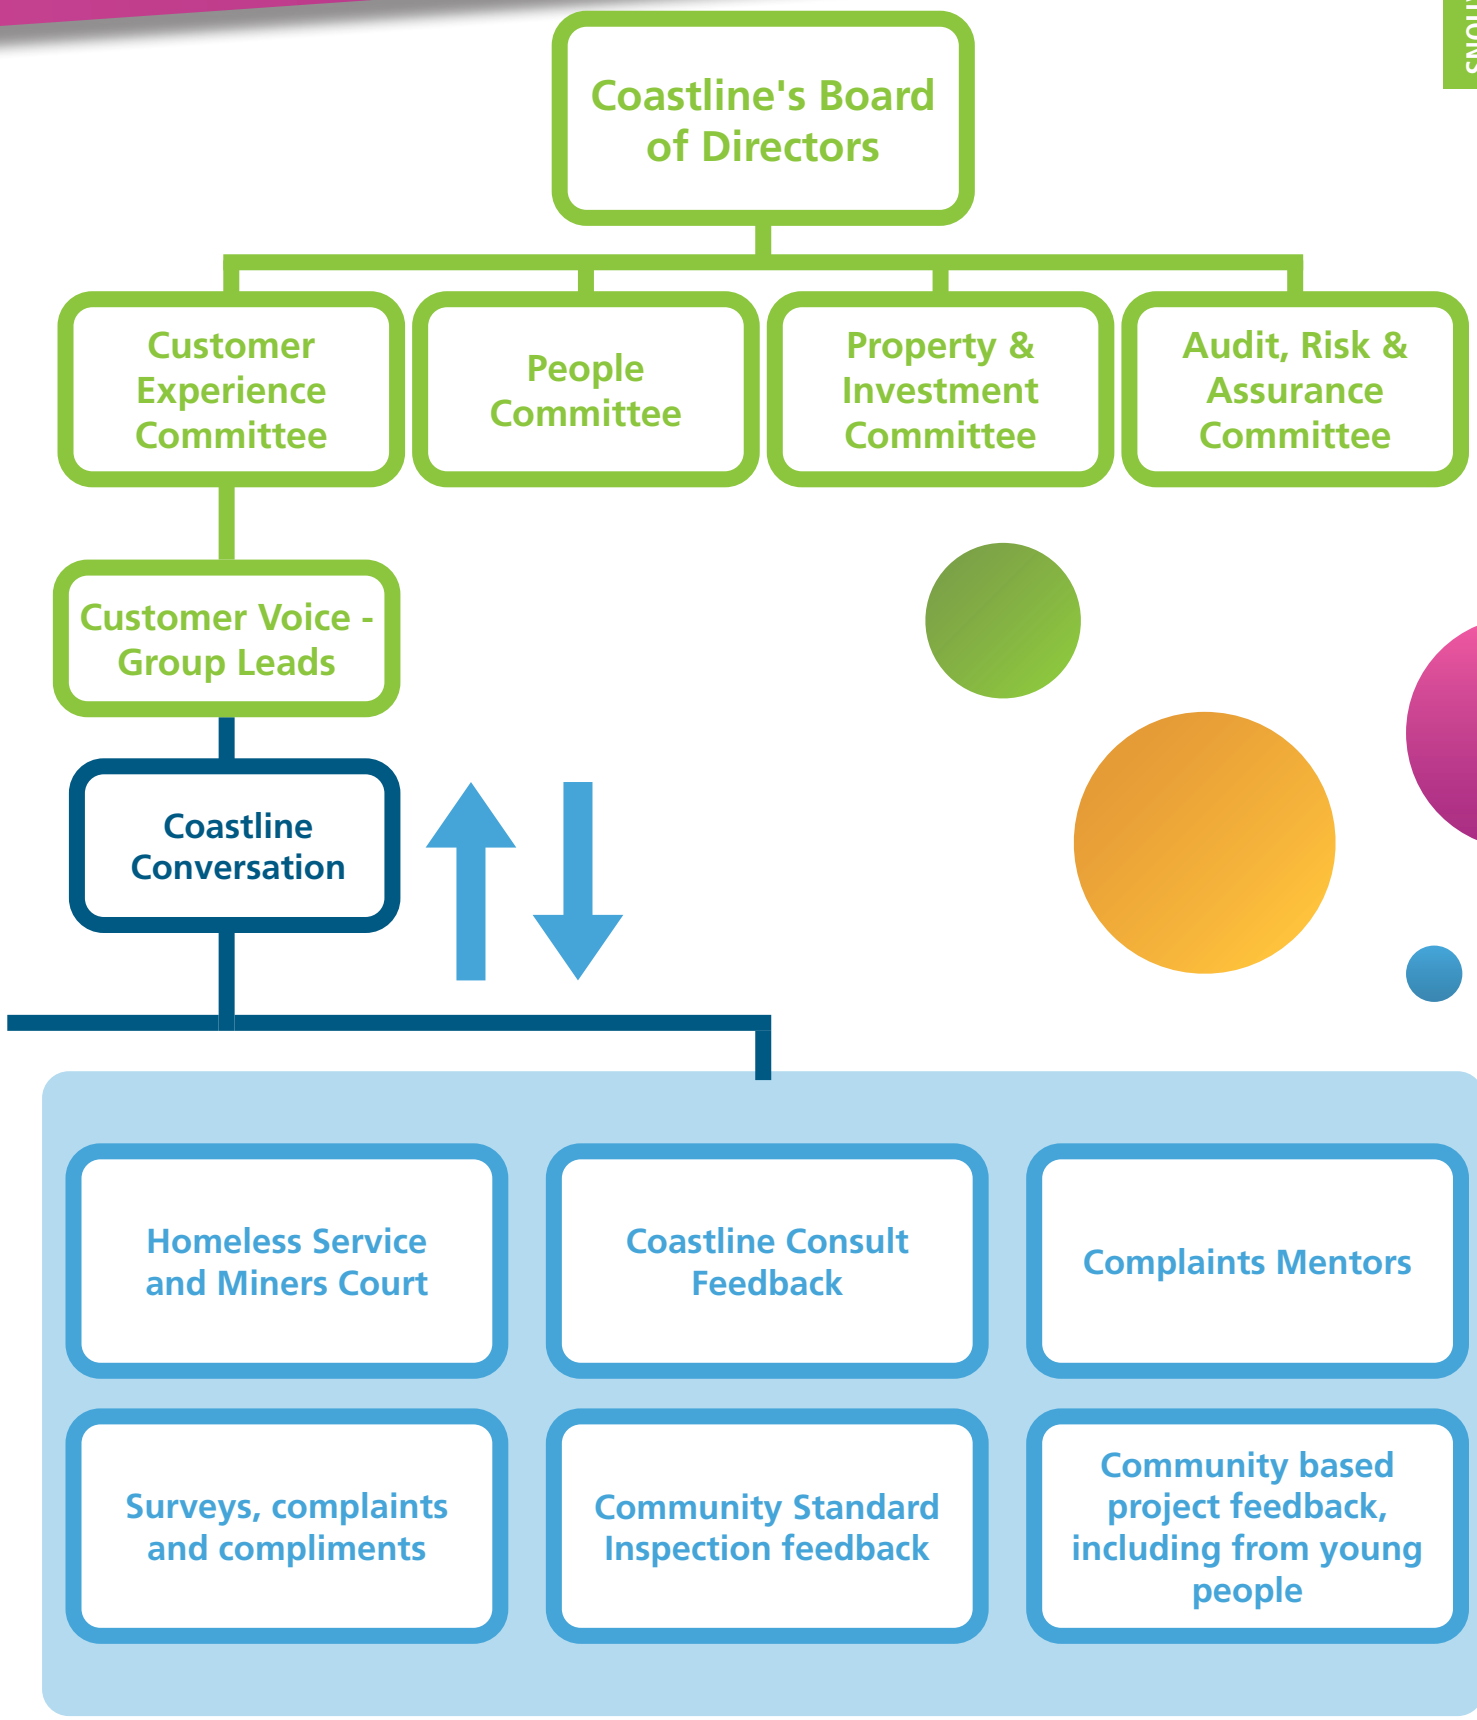 Coastline's Board
of Directors
Customer
Experience
Committee
People
Committee
Property &
Investment
Committee
Audit, Risk &
Assurance
Committee
Customer Voice -
Group Leads
Coastline
Conversation
Homeless Service
and Miners Court
Coastline Consult
Feedback
Complaints Mentors
Surveys, complaints
and compliments
Community Standard
Inspection feedback
Community based
project feedback,
including from young
people